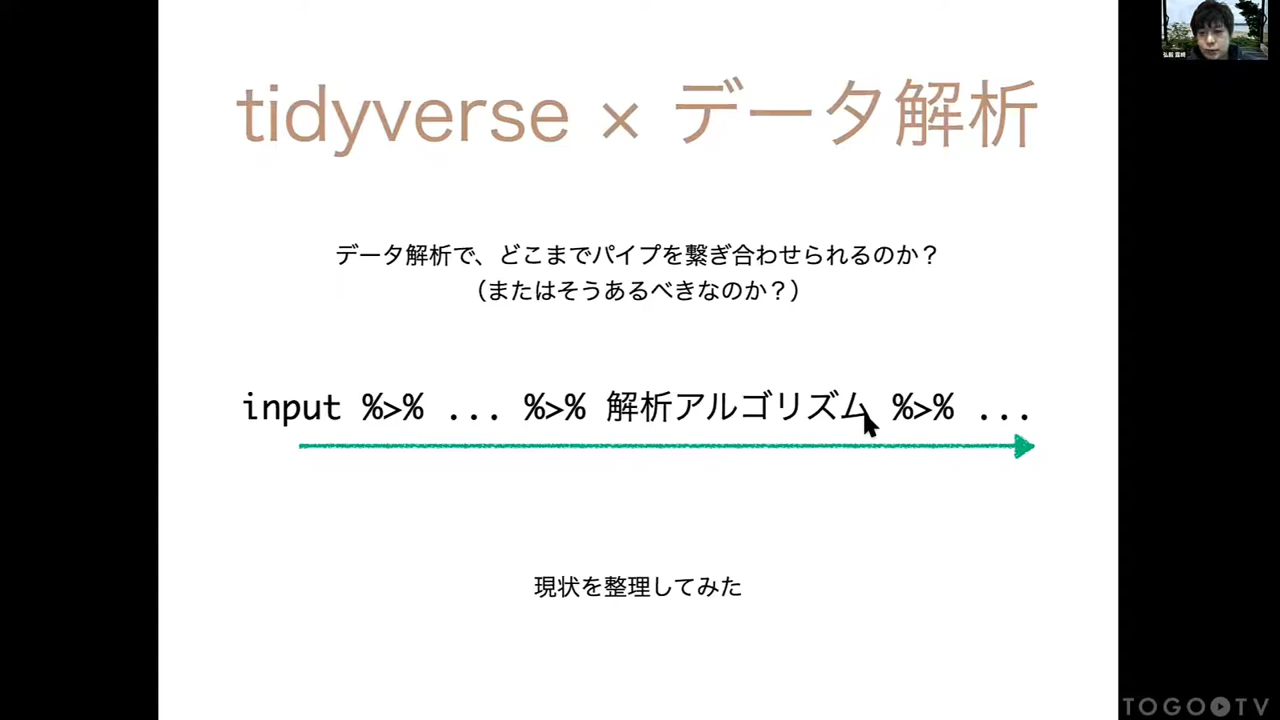 tidyverse × データ解析
データ解析で、どこまでパイプを繋ぎ合わせられるのか？
（またはそうあるべきなのか？）
input %>% ... %>% 解析アルゴリズム %>% ...
現状を整理してみた
TOGOTV